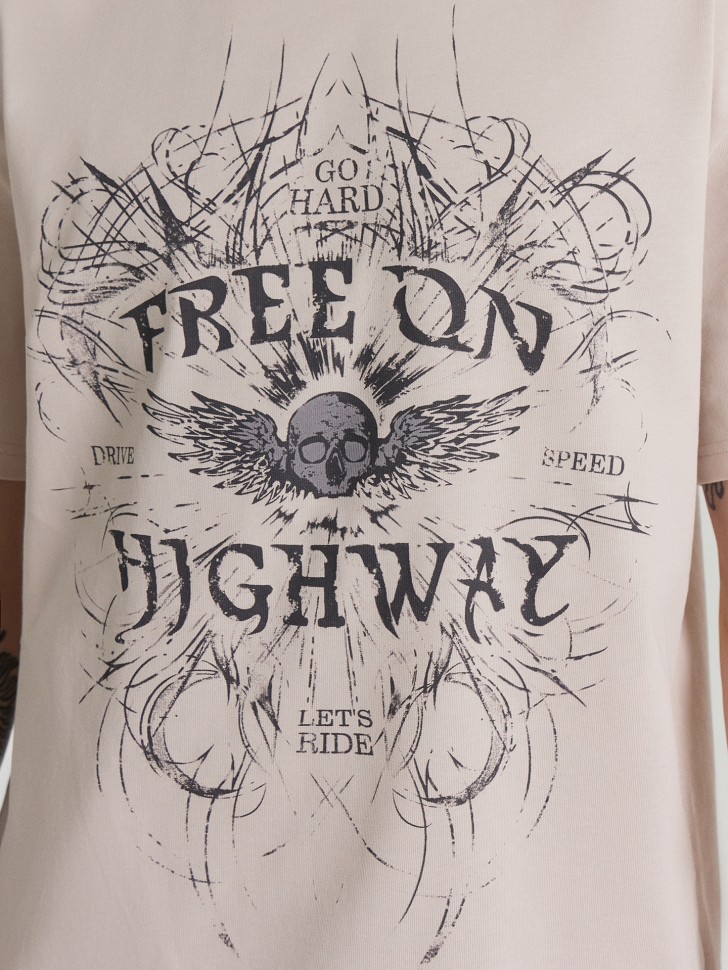 GO
HARD
FREE ON
DRIVE
SPEED
HIGHWAY
LET'S
RIDE